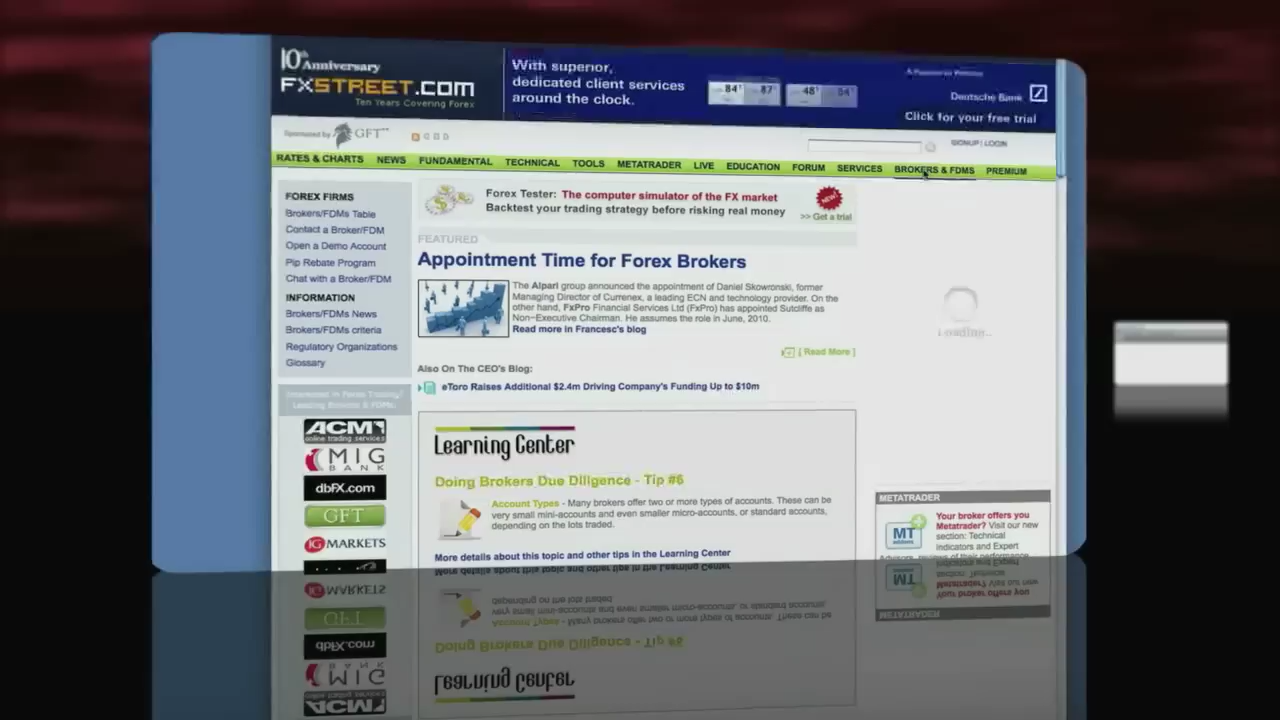 10th Anniversary
FXSTREET.COM
Ten Years Covering Forex
With superior,
dedicated client services
around the clock.
84 87
48
Deutsche Bank
Click for your free trial
Sponsored by GFT
SIGNUP | LOGIN
RATES & CHARTS NEWS FUNDAMENTAL TECHNICAL TOOLS METATRADER LIVE EDUCATION FORUM SERVICES BROKERS & FDMS PREMIUM
FOREX FIRMS
Brokers/FDMs Table
Contact a Broker/FDM
Open a Demo Account
Pip Rebate Program
Chat with a Broker/FDM
INFORMATION
Brokers/FDMs News
Brokers/FDMs criteria
Regulatory Organizations
Glossary
Interested in Forex Trading?
Leading Brokers & FDMs:
ACM
online trading services
MIG
BANK
dbFX.com
GFT
IG MARKETS
Forex Tester: The computer simulator of the FX market
Backtest your trading strategy before risking real money
NEW!
>> Get a trial
FEATURED
Appointment Time for Forex Brokers
The Alpari group announced the appointment of Daniel Skowronski, former
Managing Director of Currenex, a leading ECN and technology provider. On the
other hand, FxPro Financial Services Ltd (FxPro) has appointed Sutcliffe as
Non-Executive Chairman. He assumes the role in June, 2010.
Read more in Francesc's blog
[ Read More ]
Also On The CEO's Blog:
eToro Raises Additional $2.4m Driving Company's Funding Up to $10m
Learning Center
Doing Brokers Due Diligence - Tip #6
Account Types - Many brokers offer two or more types of accounts. These can be
very small mini-accounts and even smaller micro-accounts, or standard accounts,
depending on the lots traded.
More details about this topic and other tips in the Learning Center
Loading..
METATRADER
MT
addons
Your broker offers you
Metatrader? Visit our new
section: Technical
Indicators and Expert
Advisors, reviews of their performance